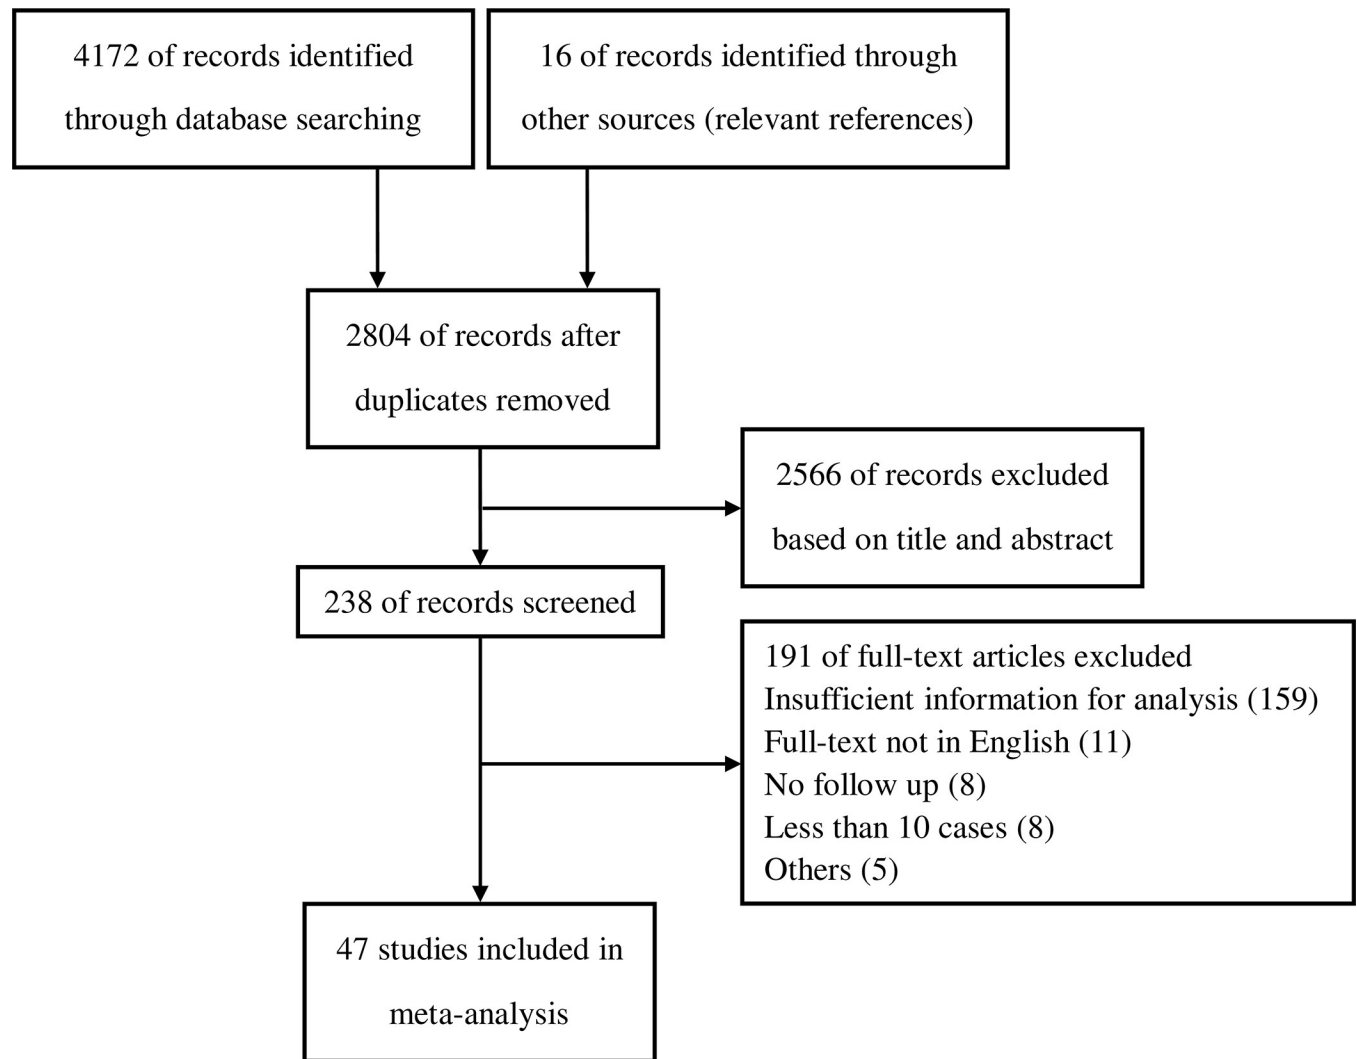 4172 of records identified
through database searching
16 of records identified through
other sources (relevant references)
2804 of records after
duplicates removed
2566 of records excluded
based on title and abstract
238 of records screened
191 of full-text articles excluded
Insufficient information for analysis (159)
Full-text not in English (11)
No follow up (8)
Less than 10 cases (8)
Others (5)
47 studies included in
meta-analysis